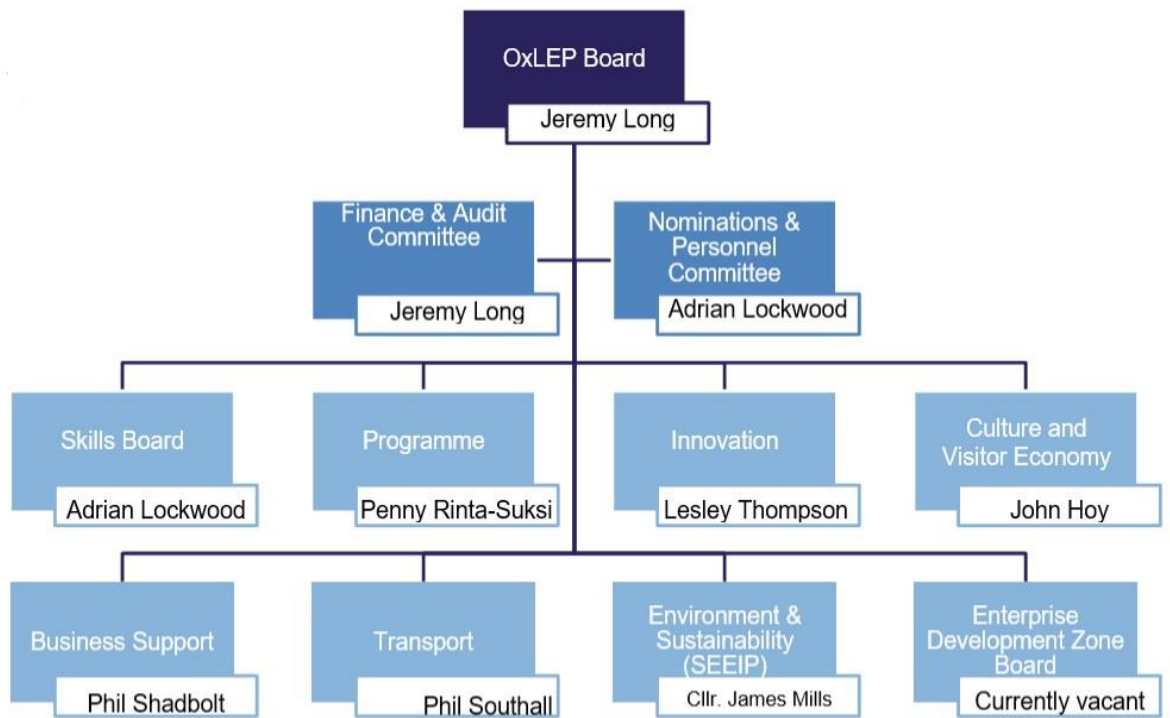 OxLEP Board
Jeremy Long
Finance & Audit
Committee
Jeremy Long
Nominations &
Personnel
Committee
Adrian Lockwood
Skills Board
Adrian Lockwood
Programme
Penny Rinta-Suksi
Innovation
Lesley Thompson
Culture and
Visitor Economy
John Hoy
Business Support
Phil Shadbolt
Transport
Phil Southall
Environment &
Sustainability
(SEEIP)
Cllr. James Mills
Enterprise
Development Zone
Board
Currently vacant